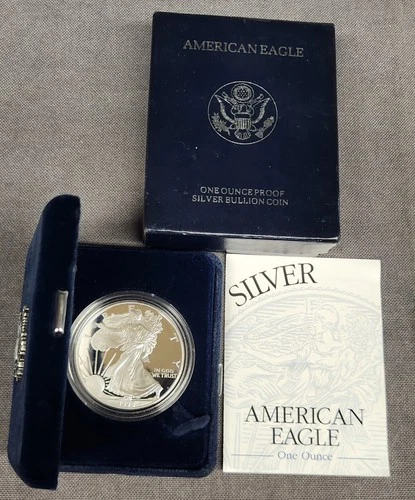 AMERICAN EAGLE
ONE OUNCE PROOF
SILVER BULLION COIN
SILVER
AMERICAN
EAGLE
One Ounce
T Y
IN GOD
WE TRUST